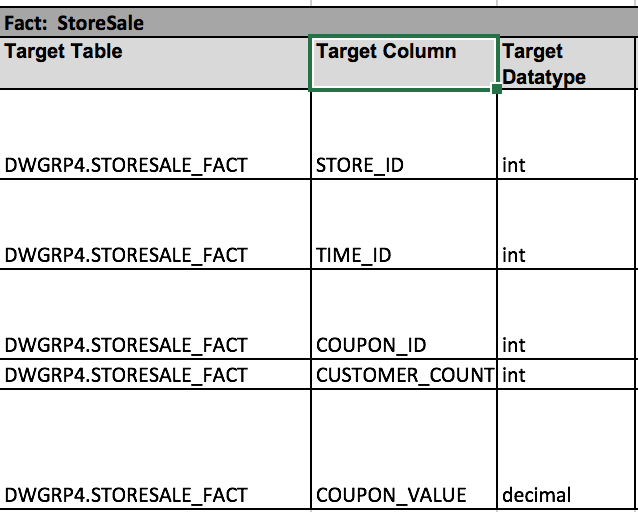 Fact:  StoreSale
Target Table Target Column Target
Datatype
DWGRP4.STORESALE_FACT STORE_ID int
DWGRP4.STORESALE_FACT TIME_ID int
DWGRP4.STORESALE_FACT COUPON_ID int
DWGRP4.STORESALE_FACT CUSTOMER_COUNT int
DWGRP4.STORESALE_FACT COUPON_VALUE decimal